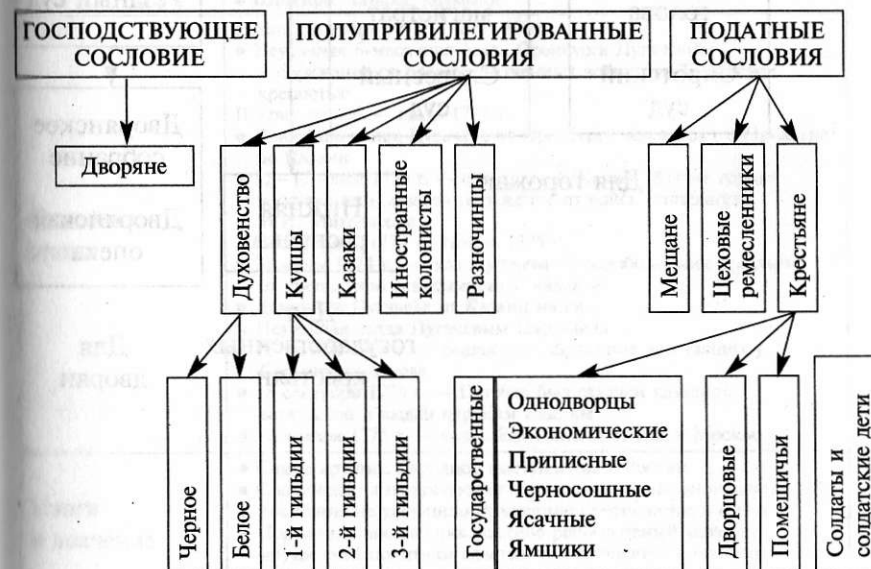 ГОСПОДСТВУЮЩЕЕ
СОСЛОВИЕ
ПОЛУПРИВИЛЕГИРОВАННЫЕ
СОСЛОВИЯ
ПОДАТНЫЕ
СОСЛОВИЯ
Дворяне
Духовенство
Купцы
Казаки
Иностранные
колонисты
Разночинцы
Мещане
Цеховые
ремесленники
Крестьяне
Черное
Белое
1-й гильдии
2-й гильдии
3-й гильдии
Государственные
Однодворцы
Экономические
Приписные
Черносошные
Ясачные
Ямщики
Дворцовые
Помещичьи
Солдаты и
солдатские дети